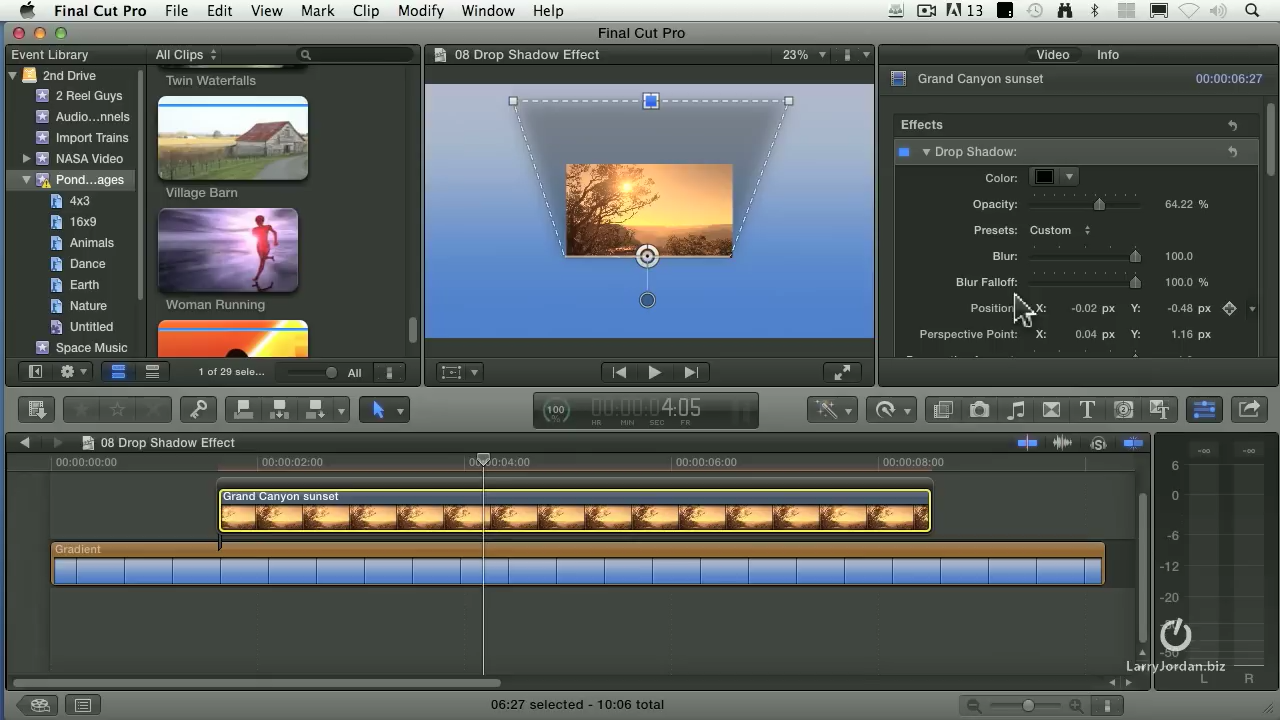 Final Cut Pro File Edit View Mark Clip Modify Window Help 13
Final Cut Pro
Event Library
All Clips
08 Drop Shadow Effect
23%
Video
Info
2nd Drive
2 Reel Guys
Audio...nnels
Import Trains
NASA Video
Pond...ages
4x3
16x9
Animals
Dance
Earth
Nature
Untitled
Space Music
Twin Waterfalls
Village Barn
Woman Running
1 of 29 sele...
All
Grand Canyon sunset
00:00:06:27
Effects
Drop Shadow:
Color:
Opacity: 64.22 %
Presets: Custom
Blur: 100.0
Blur Falloff: 100.0 %
Position X: -0.02 px Y: -0.48 px
Perspective Point: X: 0.04 px Y: 1.16 px
100
00:00:04:05
HR MIN SEC FR
08 Drop Shadow Effect
00:00:00:00
00:00:02:00
00:00:04:00
00:00:06:00
00:00:08:00
Grand Canyon sunset
Gradient
-∞ -∞
6
0
-6
-12
-20
LarryJordan.biz
L R
06:27 selected - 10:06 total